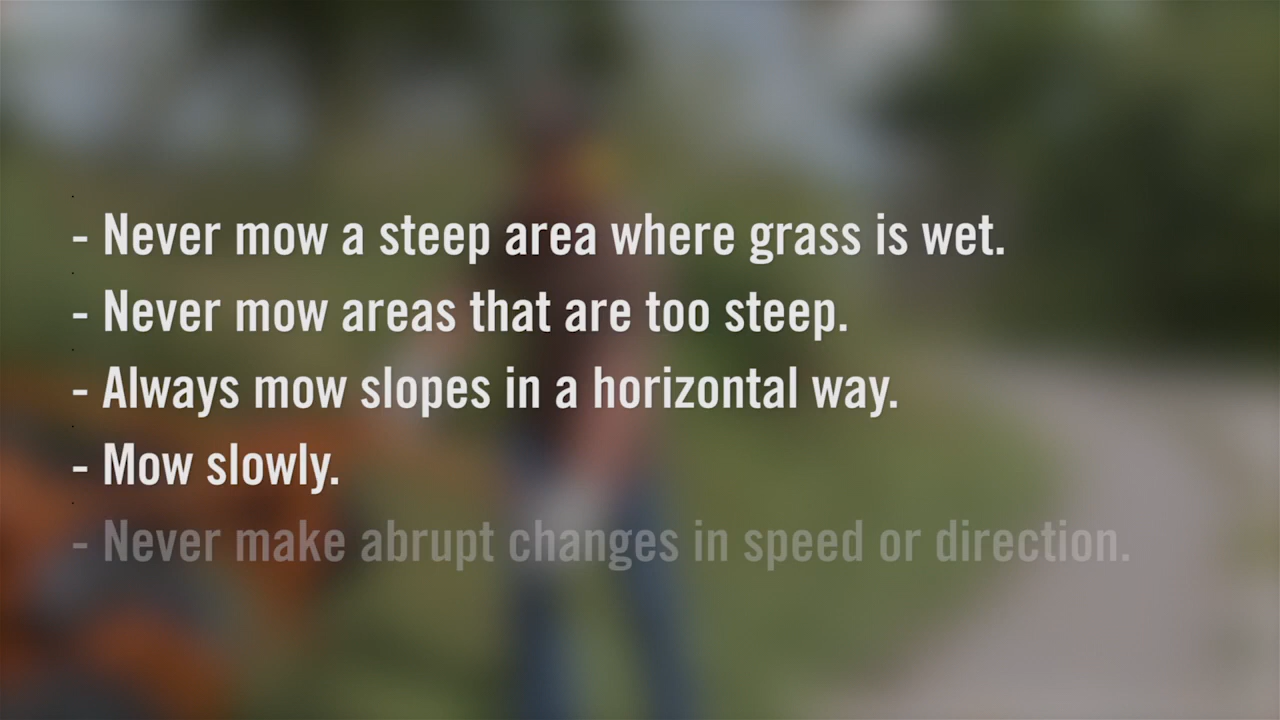 - Never mow a steep area where grass is wet.
- Never mow areas that are too steep.
- Always mow slopes in a horizontal way.
- Mow slowly.
- Never make abrupt changes in speed or direction.